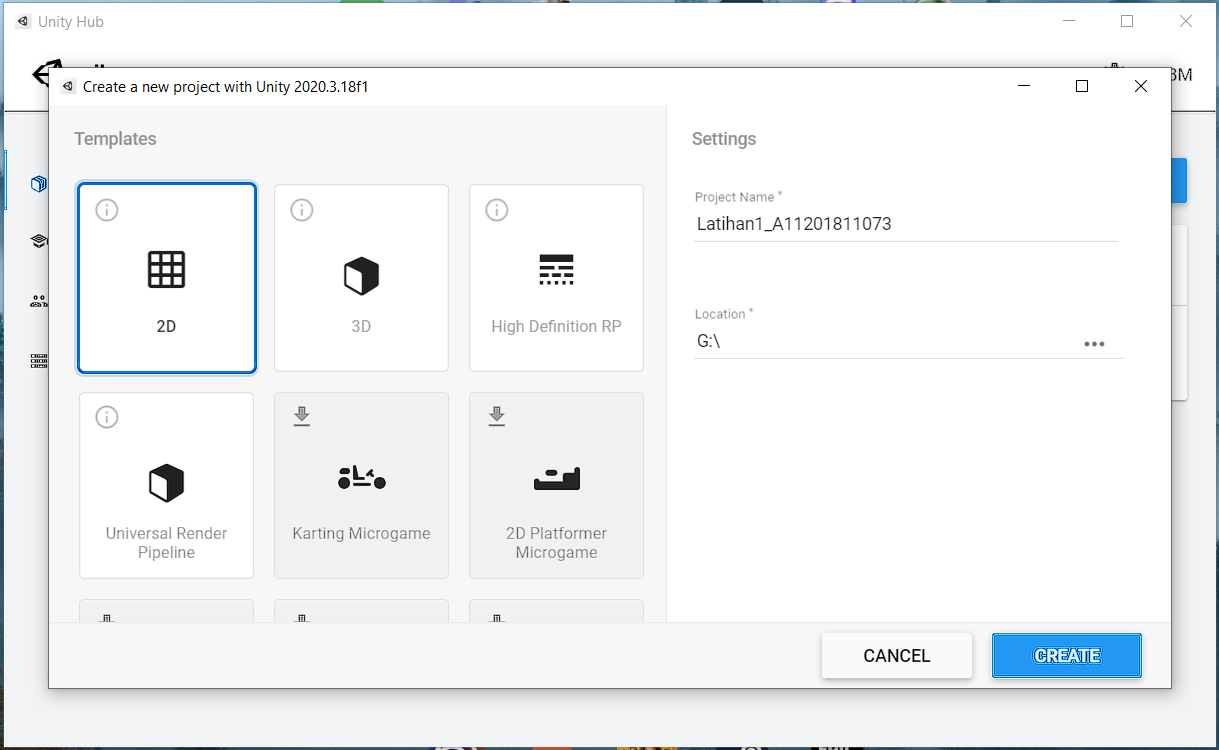 Unity Hub
Create a new project with Unity 2020.3.18f1
Templates
2D
3D
High Definition RP
Universal Render
Pipeline
Karting Microgame
2D Platformer
Microgame
Settings
Project Name *
Latihan1_A11201811073
Location *
G:\
CANCEL
CREATE